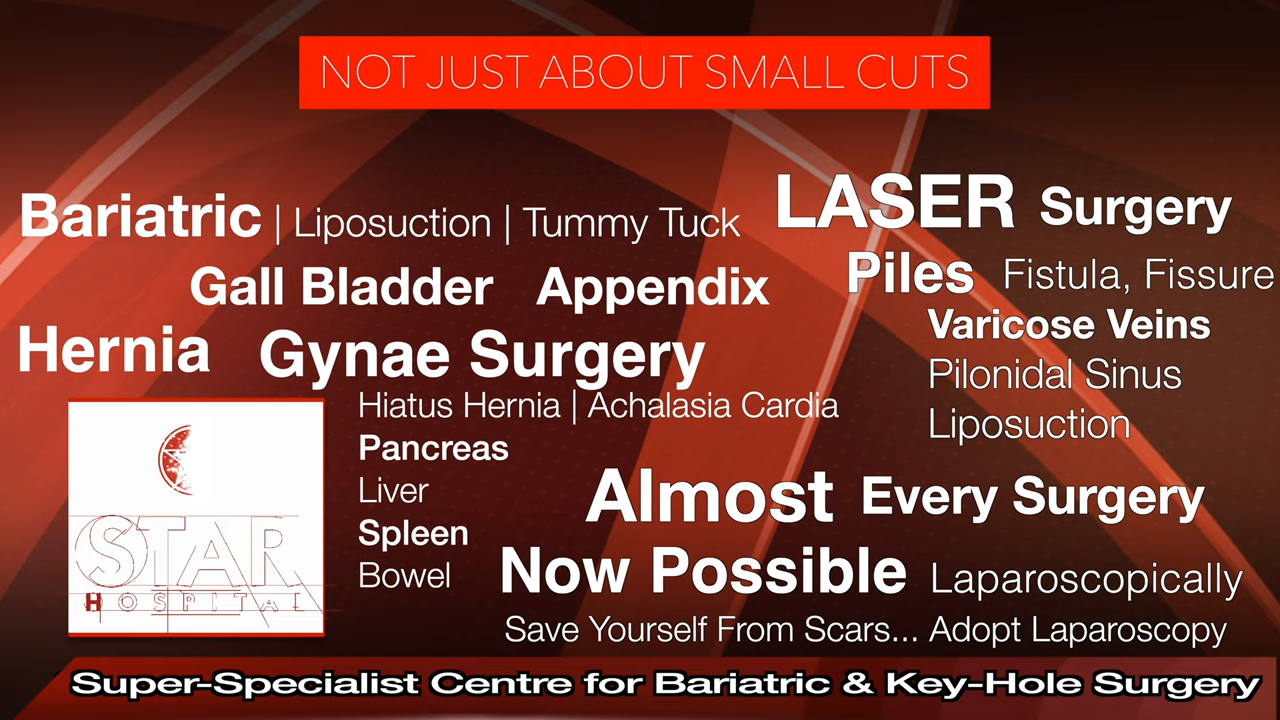 NOT JUST ABOUT SMALL CUTS
Bariatric | Liposuction | Tummy Tuck
Gall Bladder Appendix
Hernia Gynae Surgery
Hiatus Hernia | Achalasia Cardia
Pancreas
Liver
Spleen
Bowel
LASER Surgery
Piles Fistula, Fissure
Varicose Veins
Pilonidal Sinus
Liposuction
Almost Every Surgery
Now Possible Laparoscopically
Save Yourself From Scars... Adopt Laparoscopy
STAR
HOSPITAL
Super-Specialist Centre for Bariatric & Key-Hole Surgery